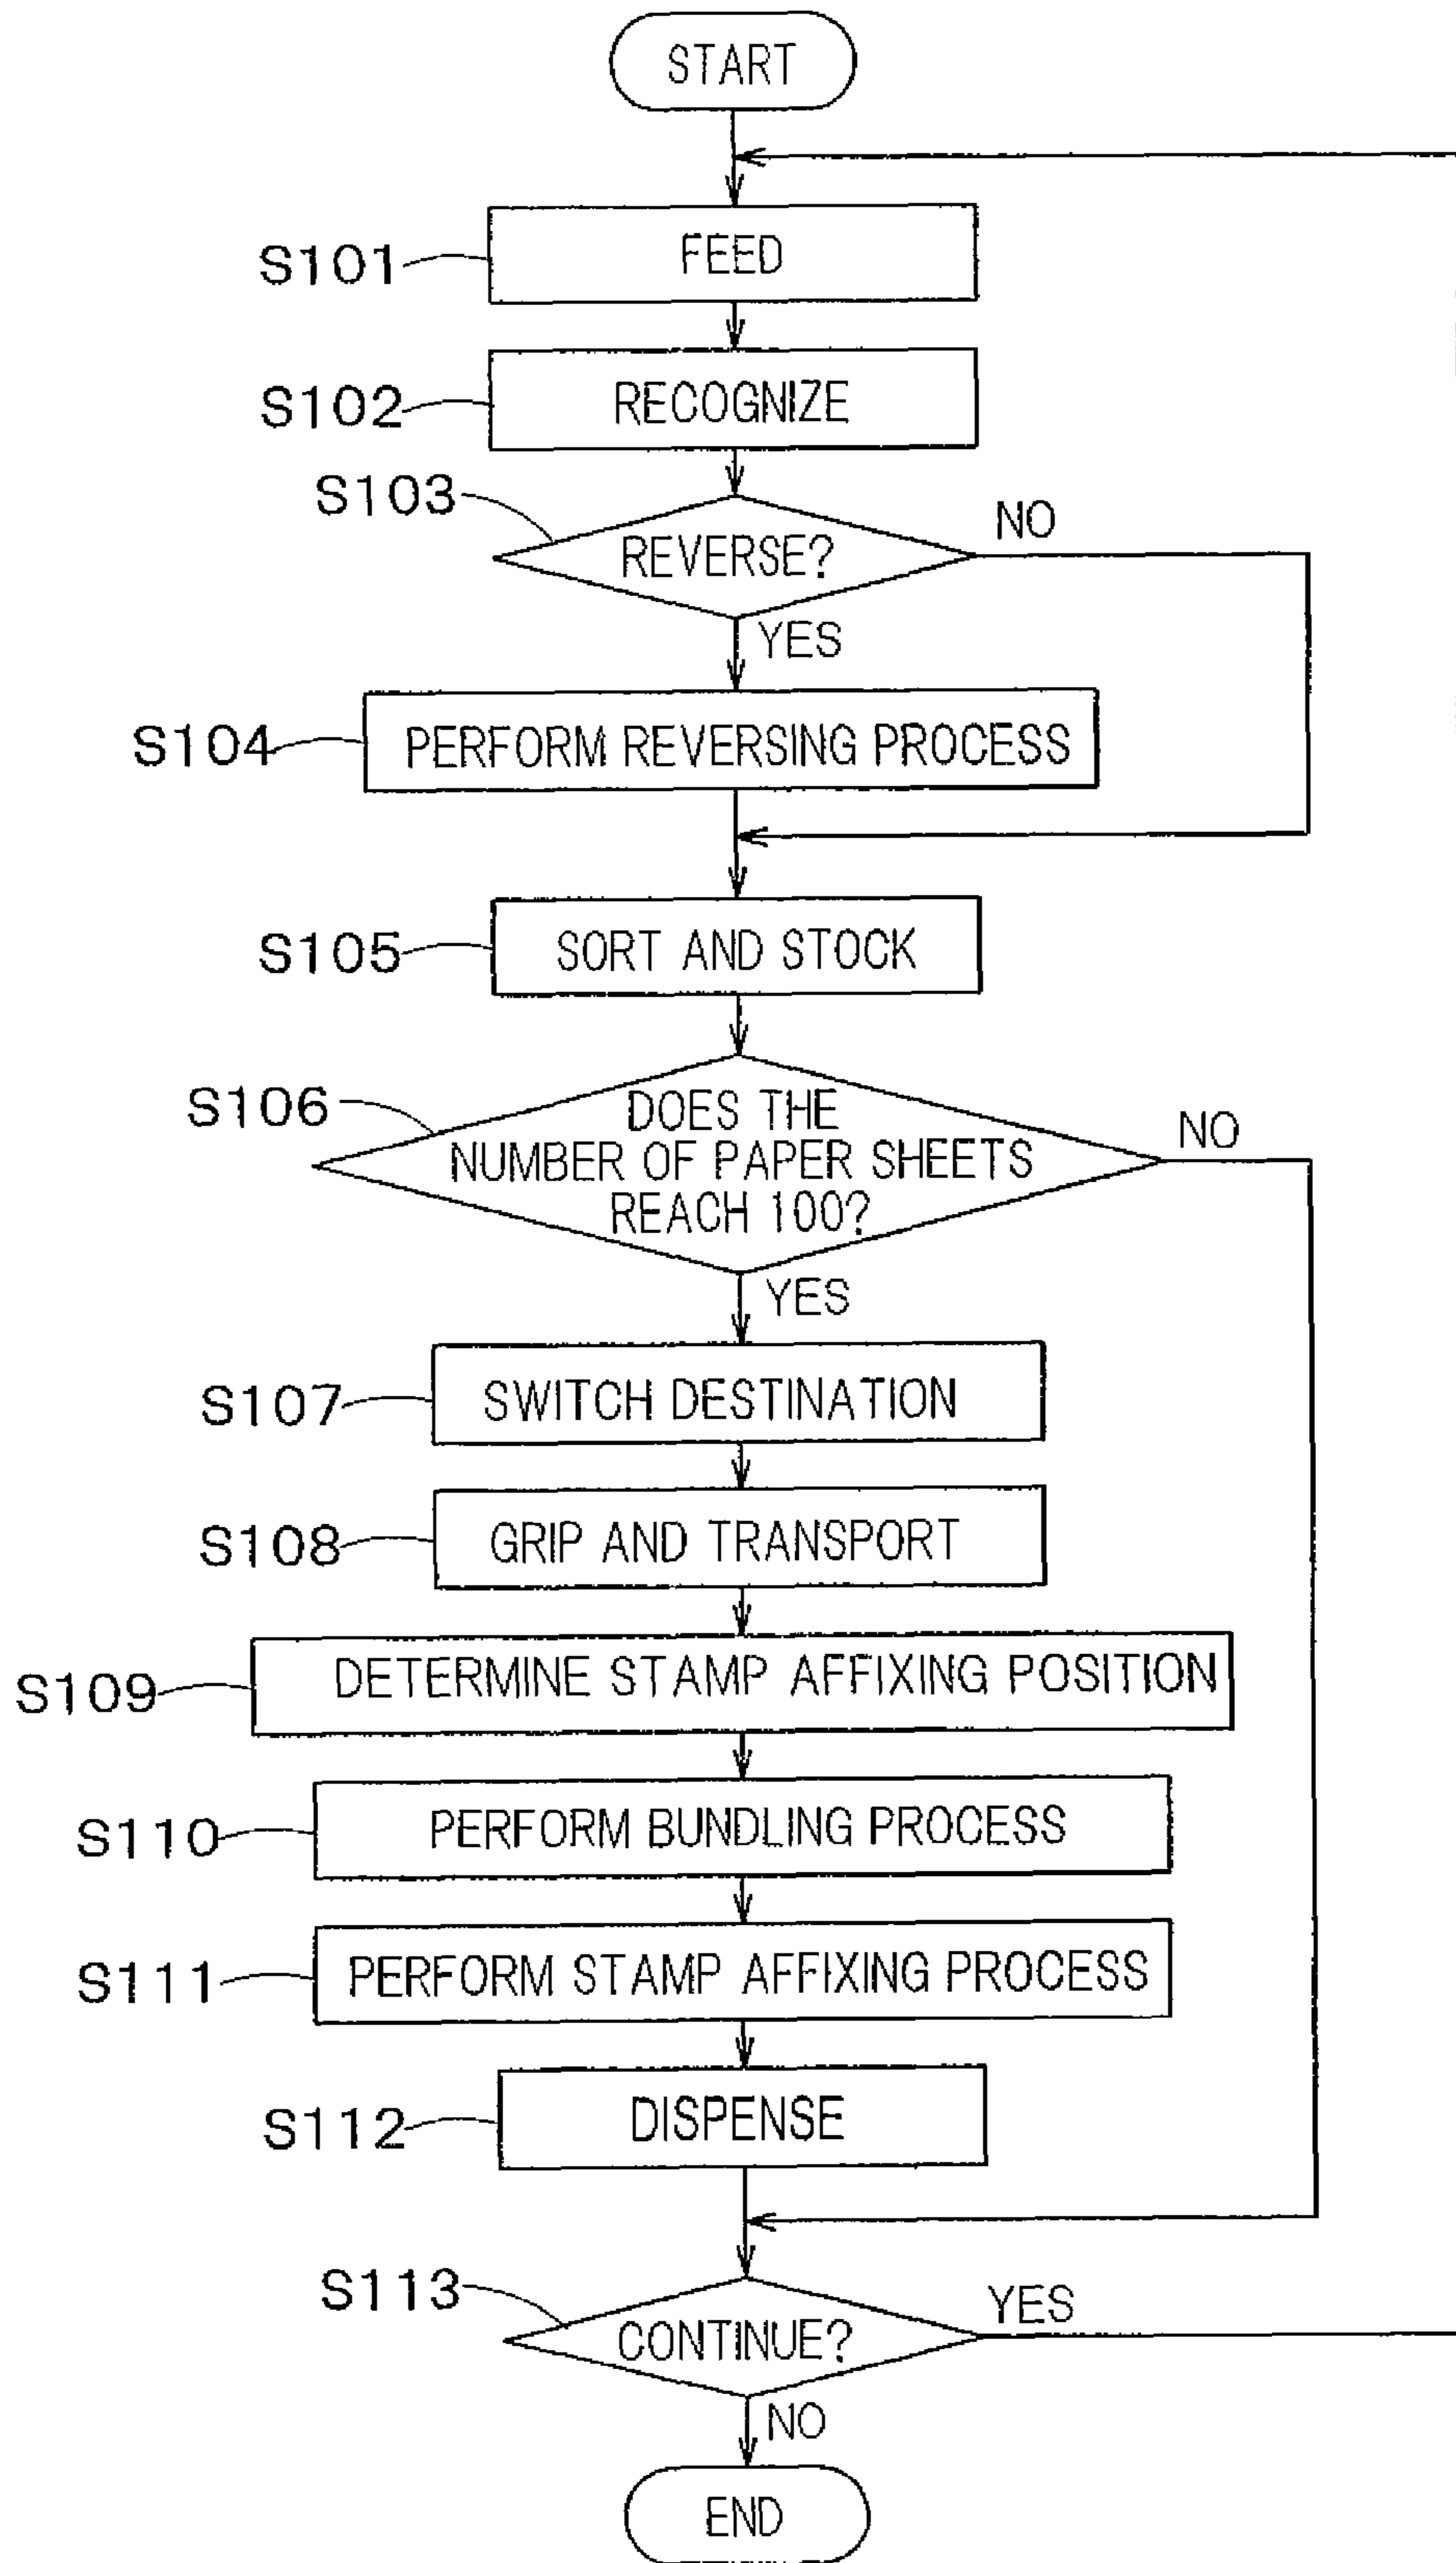 START
S101
FEED
S102
RECOGNIZE
S103
REVERSE?
NO
YES
S104
PERFORM REVERSING PROCESS
S105
SORT AND STOCK
S106
DOES THE
NUMBER OF PAPER SHEETS
REACH 100?
NO
YES
S107
SWITCH DESTINATION
S108
GRIP AND TRANSPORT
S109
DETERMINE STAMP AFFIXING POSITION
S110
PERFORM BUNDLING PROCESS
S111
PERFORM STAMP AFFIXING PROCESS
S112
DISPENSE
S113
CONTINUE?
YES
NO
END